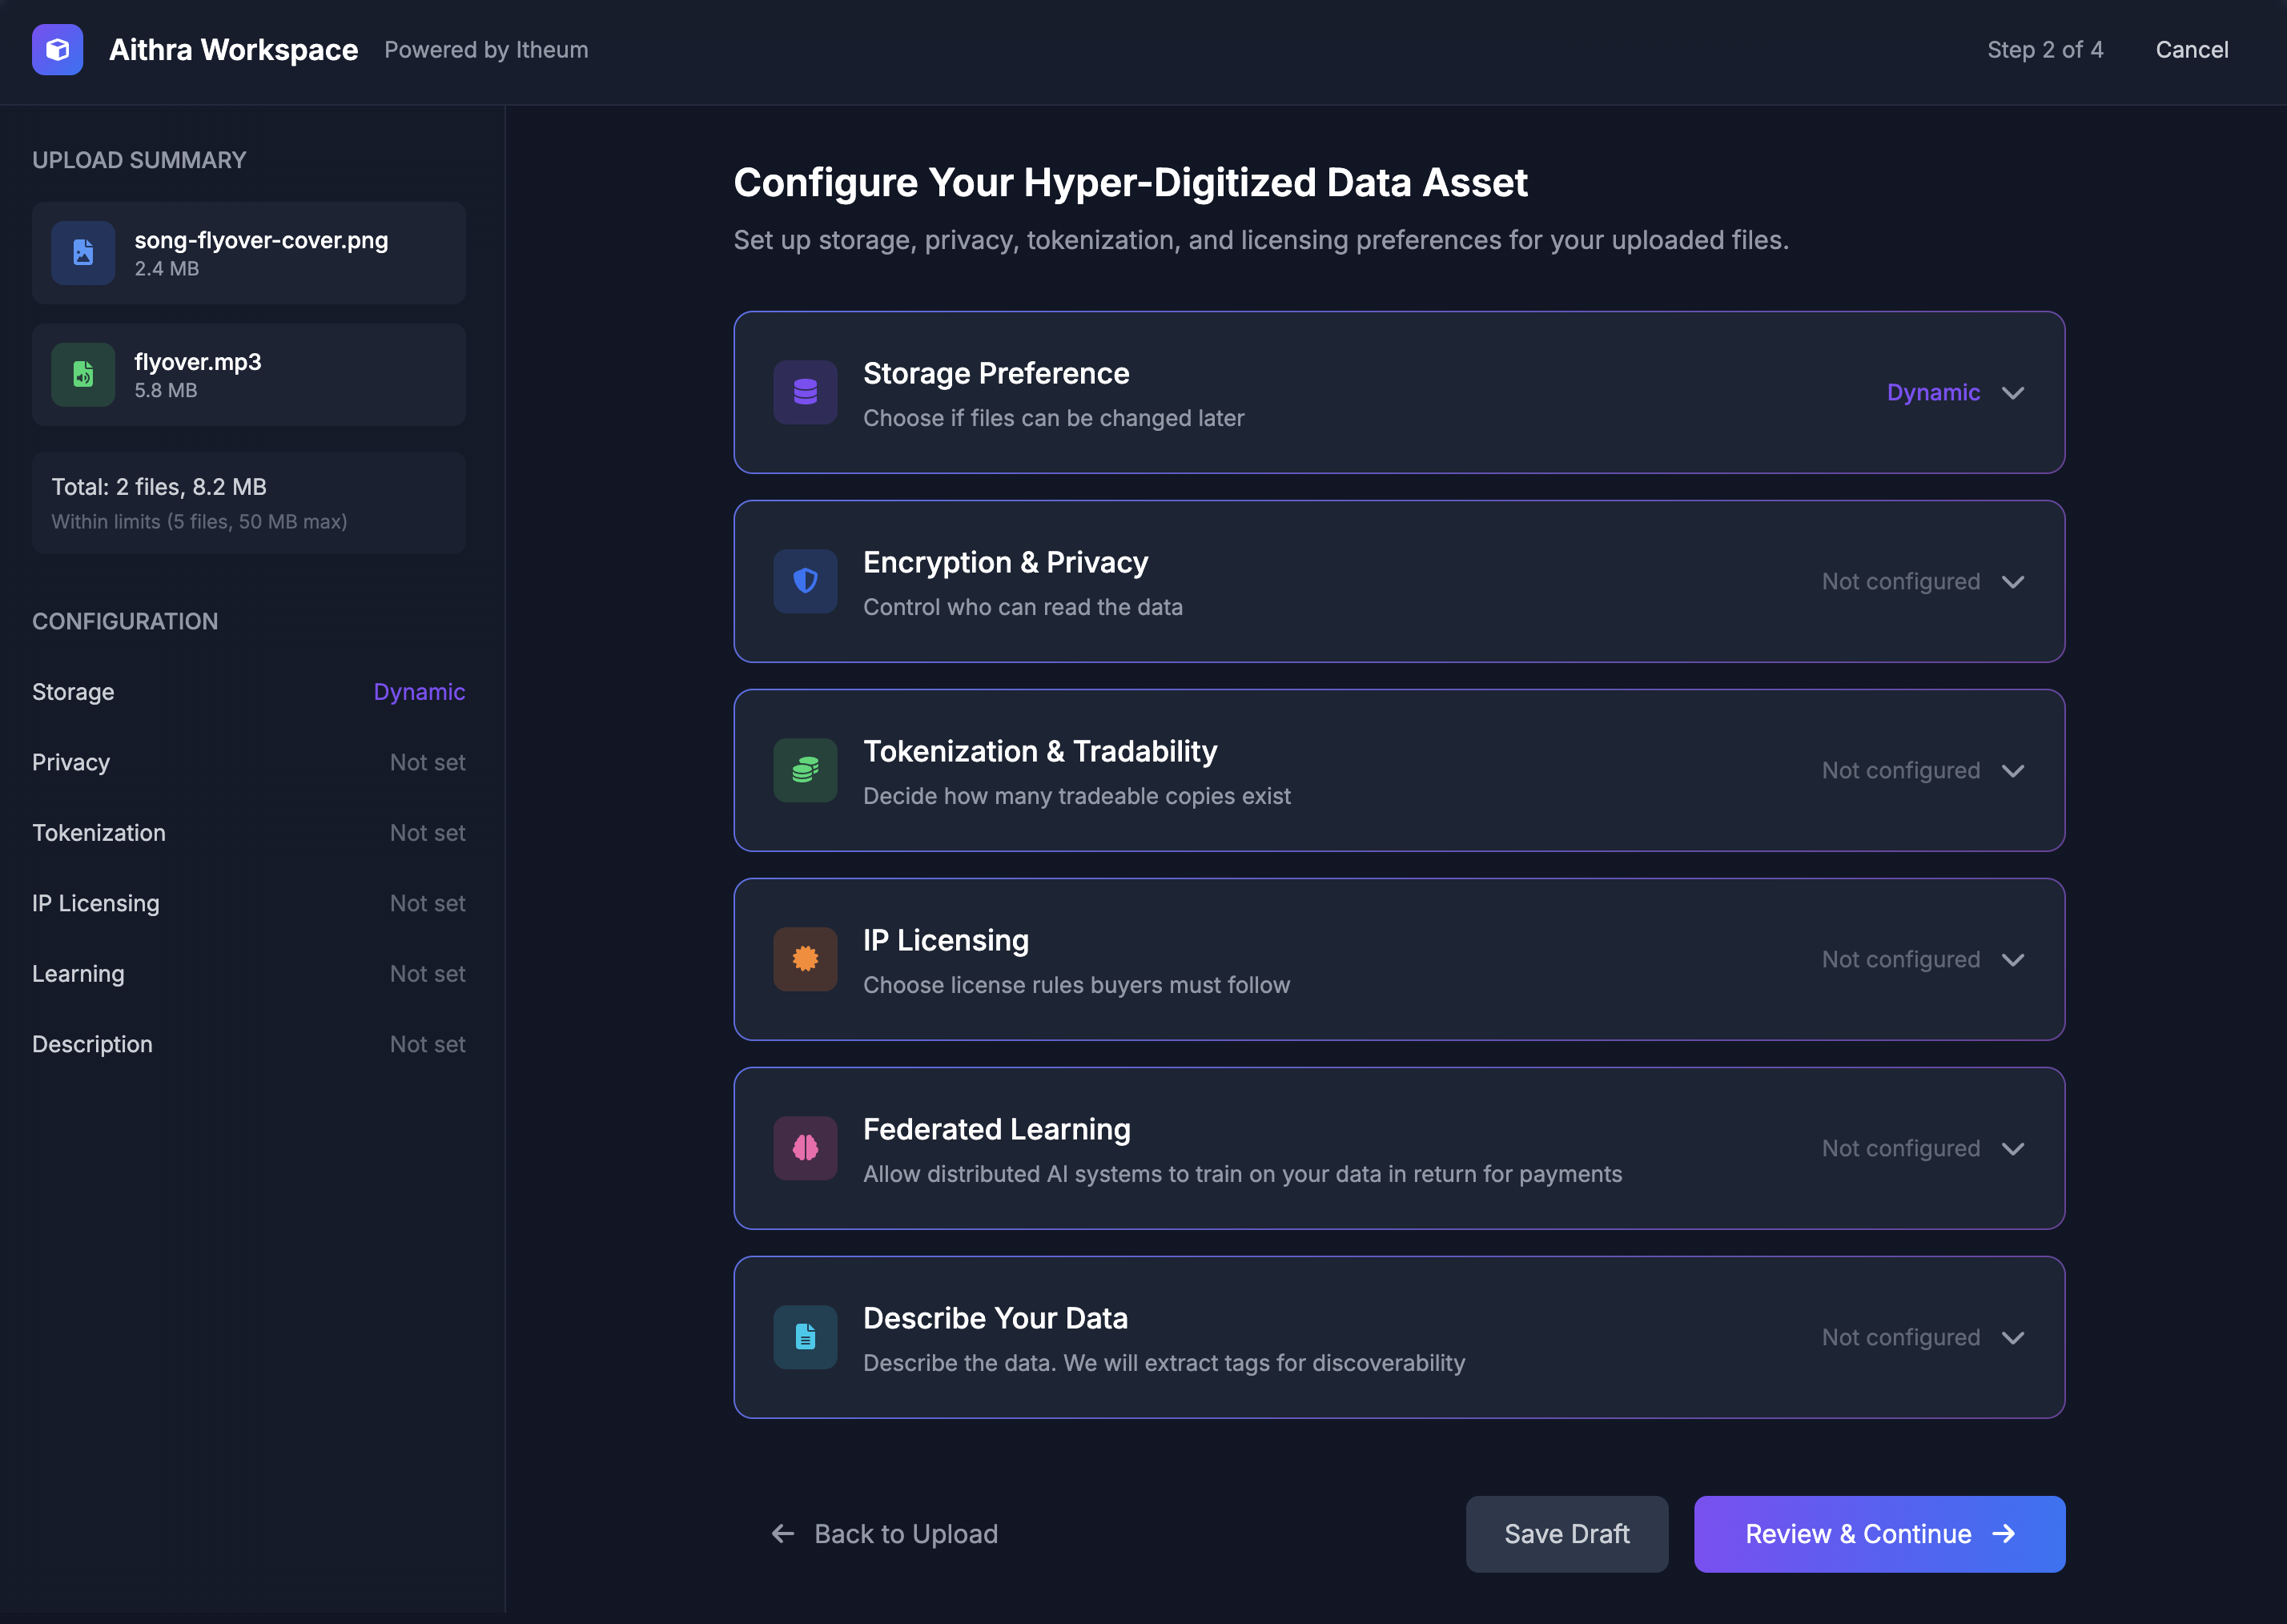 Aithra Workspace Powered by Itheum
Step 2 of 4 Cancel
UPLOAD SUMMARY
song-flyover-cover.png
2.4 MB
flyover.mp3
5.8 MB
Total: 2 files, 8.2 MB
Within limits (5 files, 50 MB max)
CONFIGURATION
Storage Dynamic
Privacy Not set
Tokenization Not set
IP Licensing Not set
Learning Not set
Description Not set
Configure Your Hyper-Digitized Data Asset
Set up storage, privacy, tokenization, and licensing preferences for your uploaded files.
Storage Preference
Choose if files can be changed later
Dynamic
Encryption & Privacy
Control who can read the data
Not configured
Tokenization & Tradability
Decide how many tradeable copies exist
Not configured
IP Licensing
Choose license rules buyers must follow
Not configured
Federated Learning
Allow distributed AI systems to train on your data in return for payments
Not configured
Describe Your Data
Describe the data. We will extract tags for discoverability
Not configured
Back to Upload
Save Draft
Review & Continue